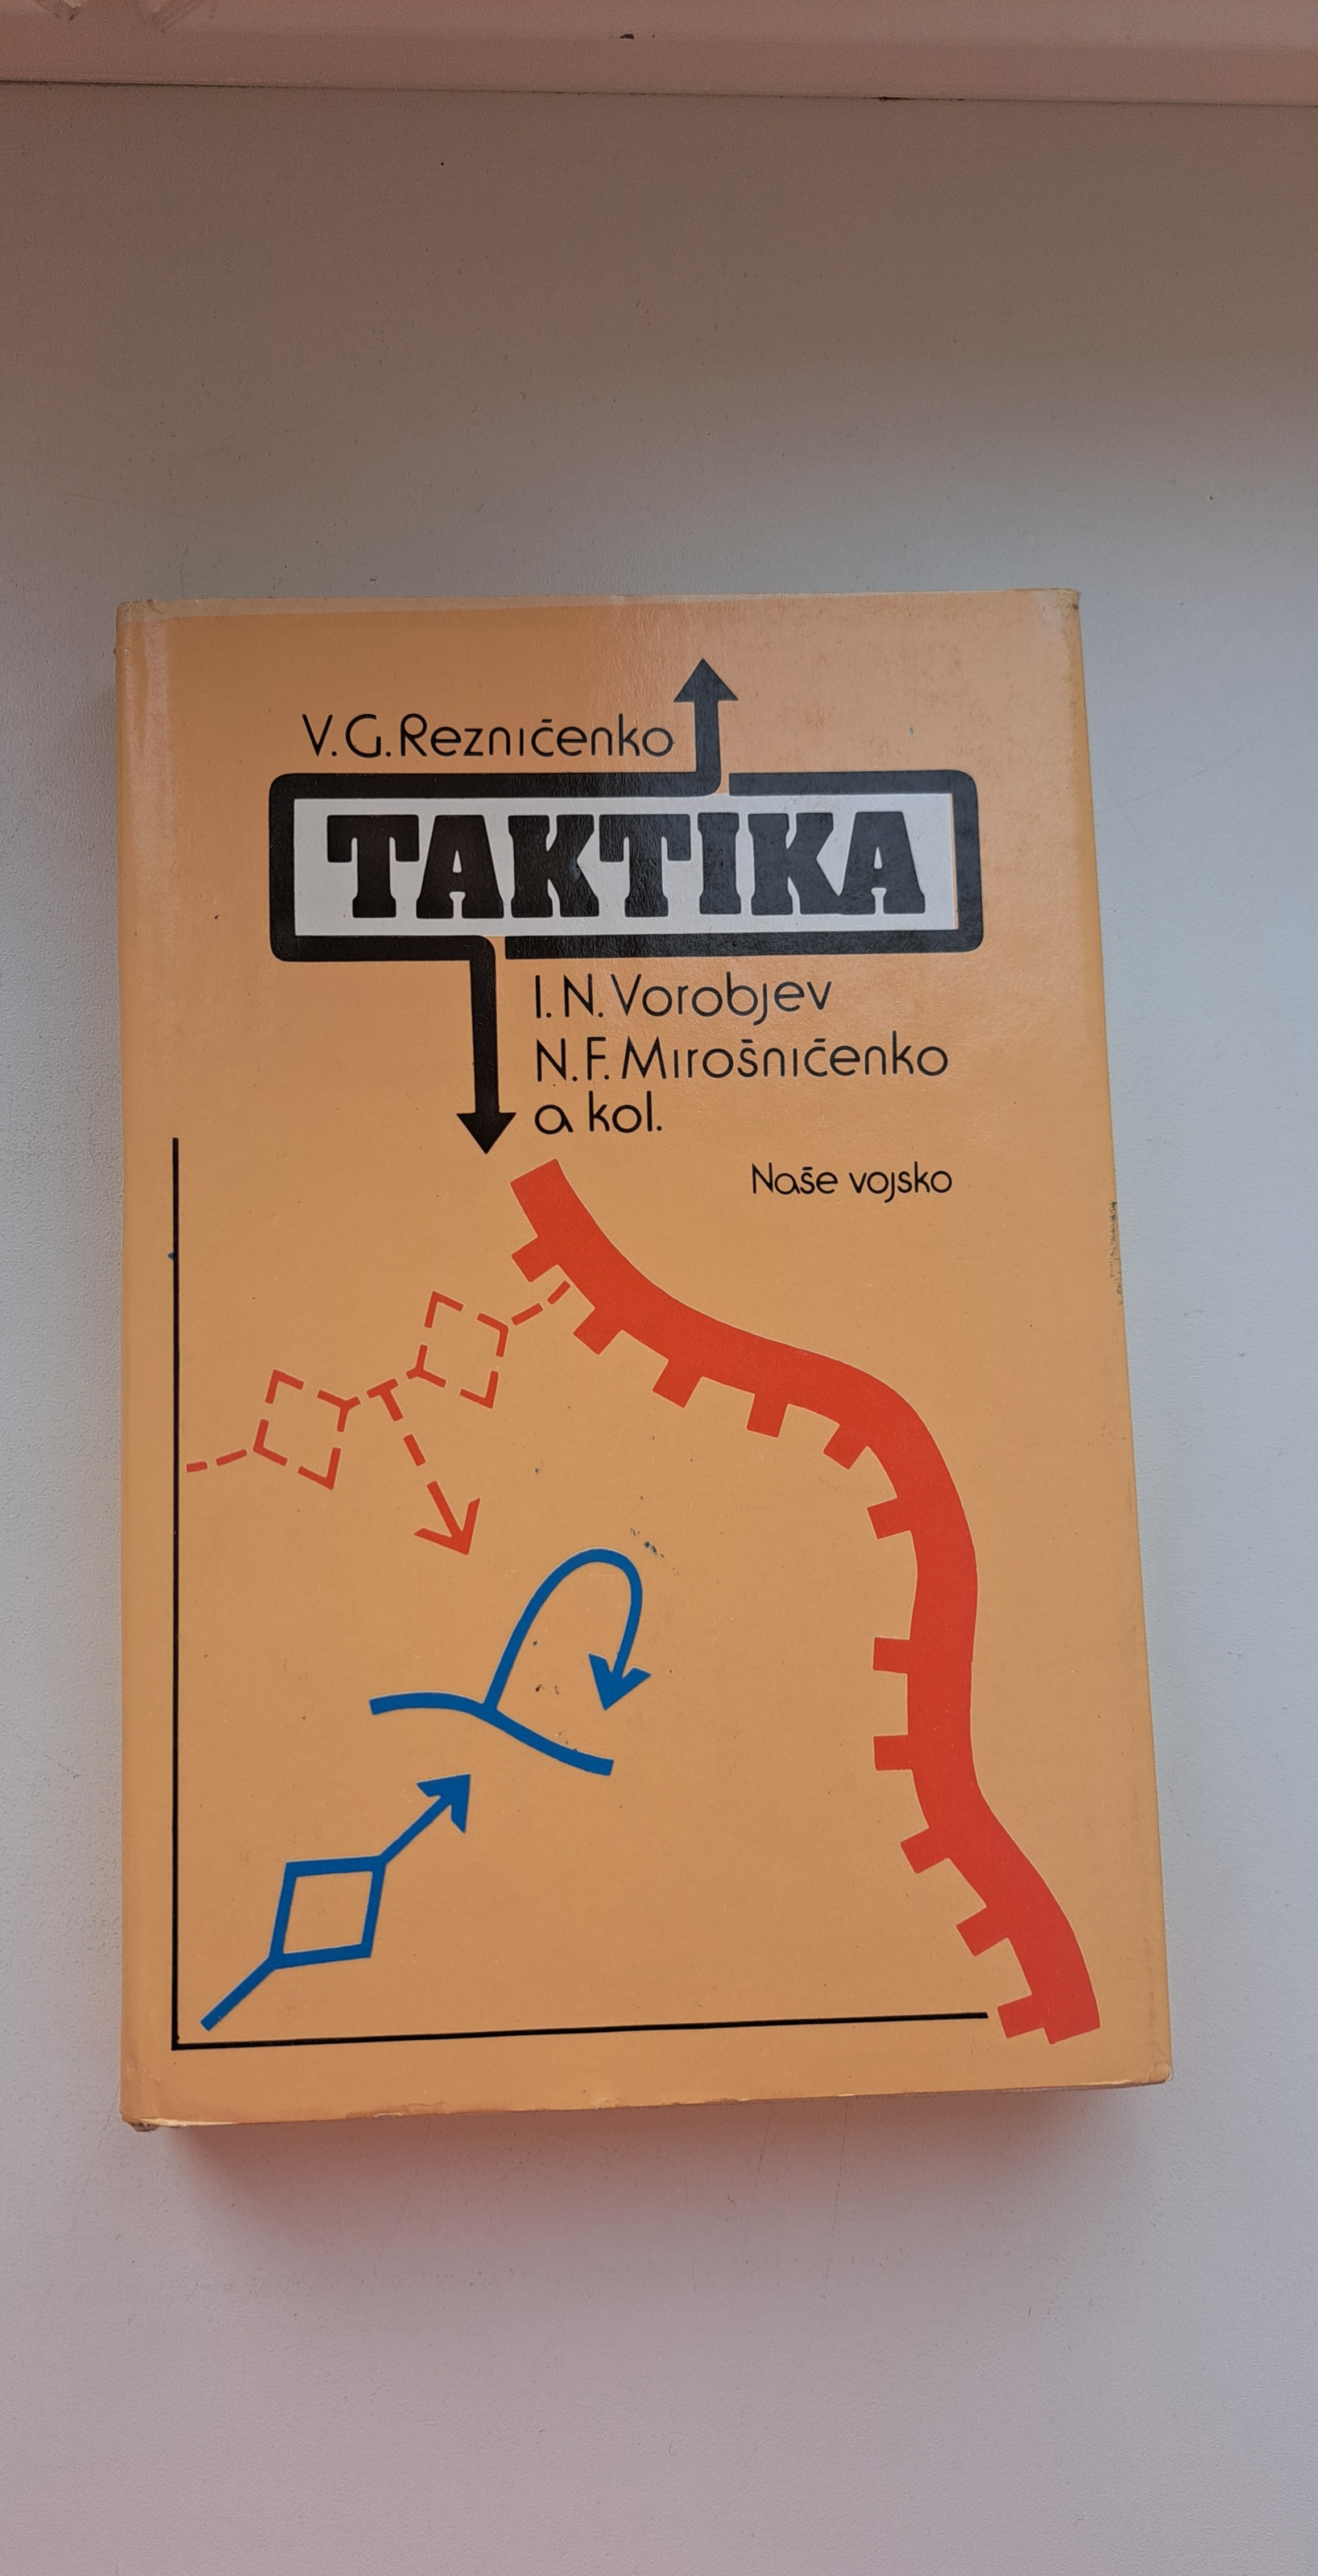 V.G.Rezničenko
TAKTIKA
I.N.Vorobjev
N.F.Mirošničenko
a kol.
Naše vojsko